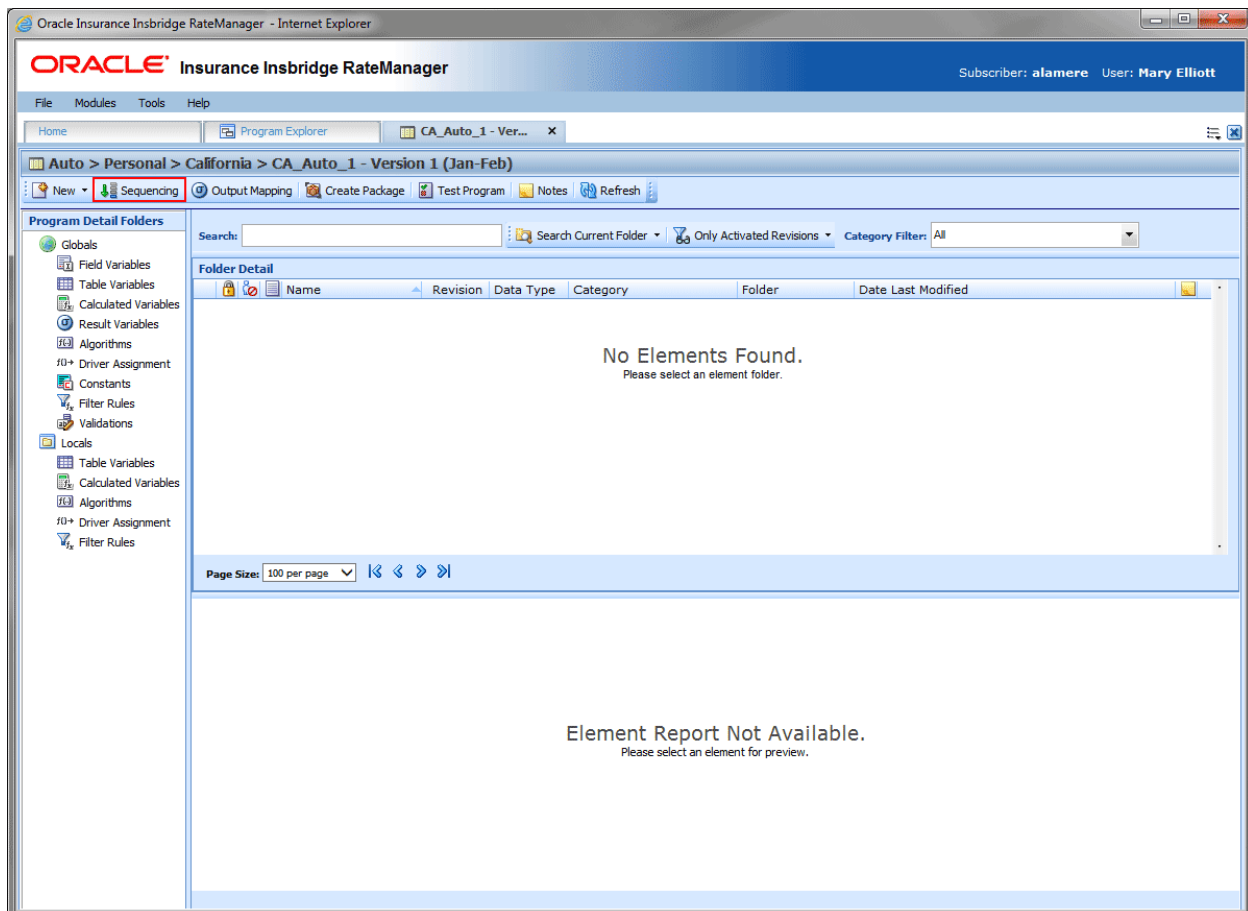 Oracle Insurance Insbridge RateManager - Internet Explorer
ORACLE Insurance Insbridge RateManager
Subscriber: alamere User: Mary Elliott
File Modules Tools Help
Home Program Explorer CA_Auto_1 - Ver...
Auto > Personal > California > CA_Auto_1 - Version 1 (Jan-Feb)
New Sequencing Output Mapping Create Package Test Program Notes Refresh
Program Detail Folders
Globals
Field Variables
Table Variables
Calculated Variables
Result Variables
Algorithms
Driver Assignment
Constants
Filter Rules
Validations
Locals
Table Variables
Calculated Variables
Algorithms
Driver Assignment
Filter Rules
Search: Search Current Folder Only Activated Revisions Category Filter: All
Folder Detail
Name Revision Data Type Category Folder Date Last Modified
No Elements Found.
Please select an element folder.
Page Size: 100 per page
Element Report Not Available.
Please select an element for preview.